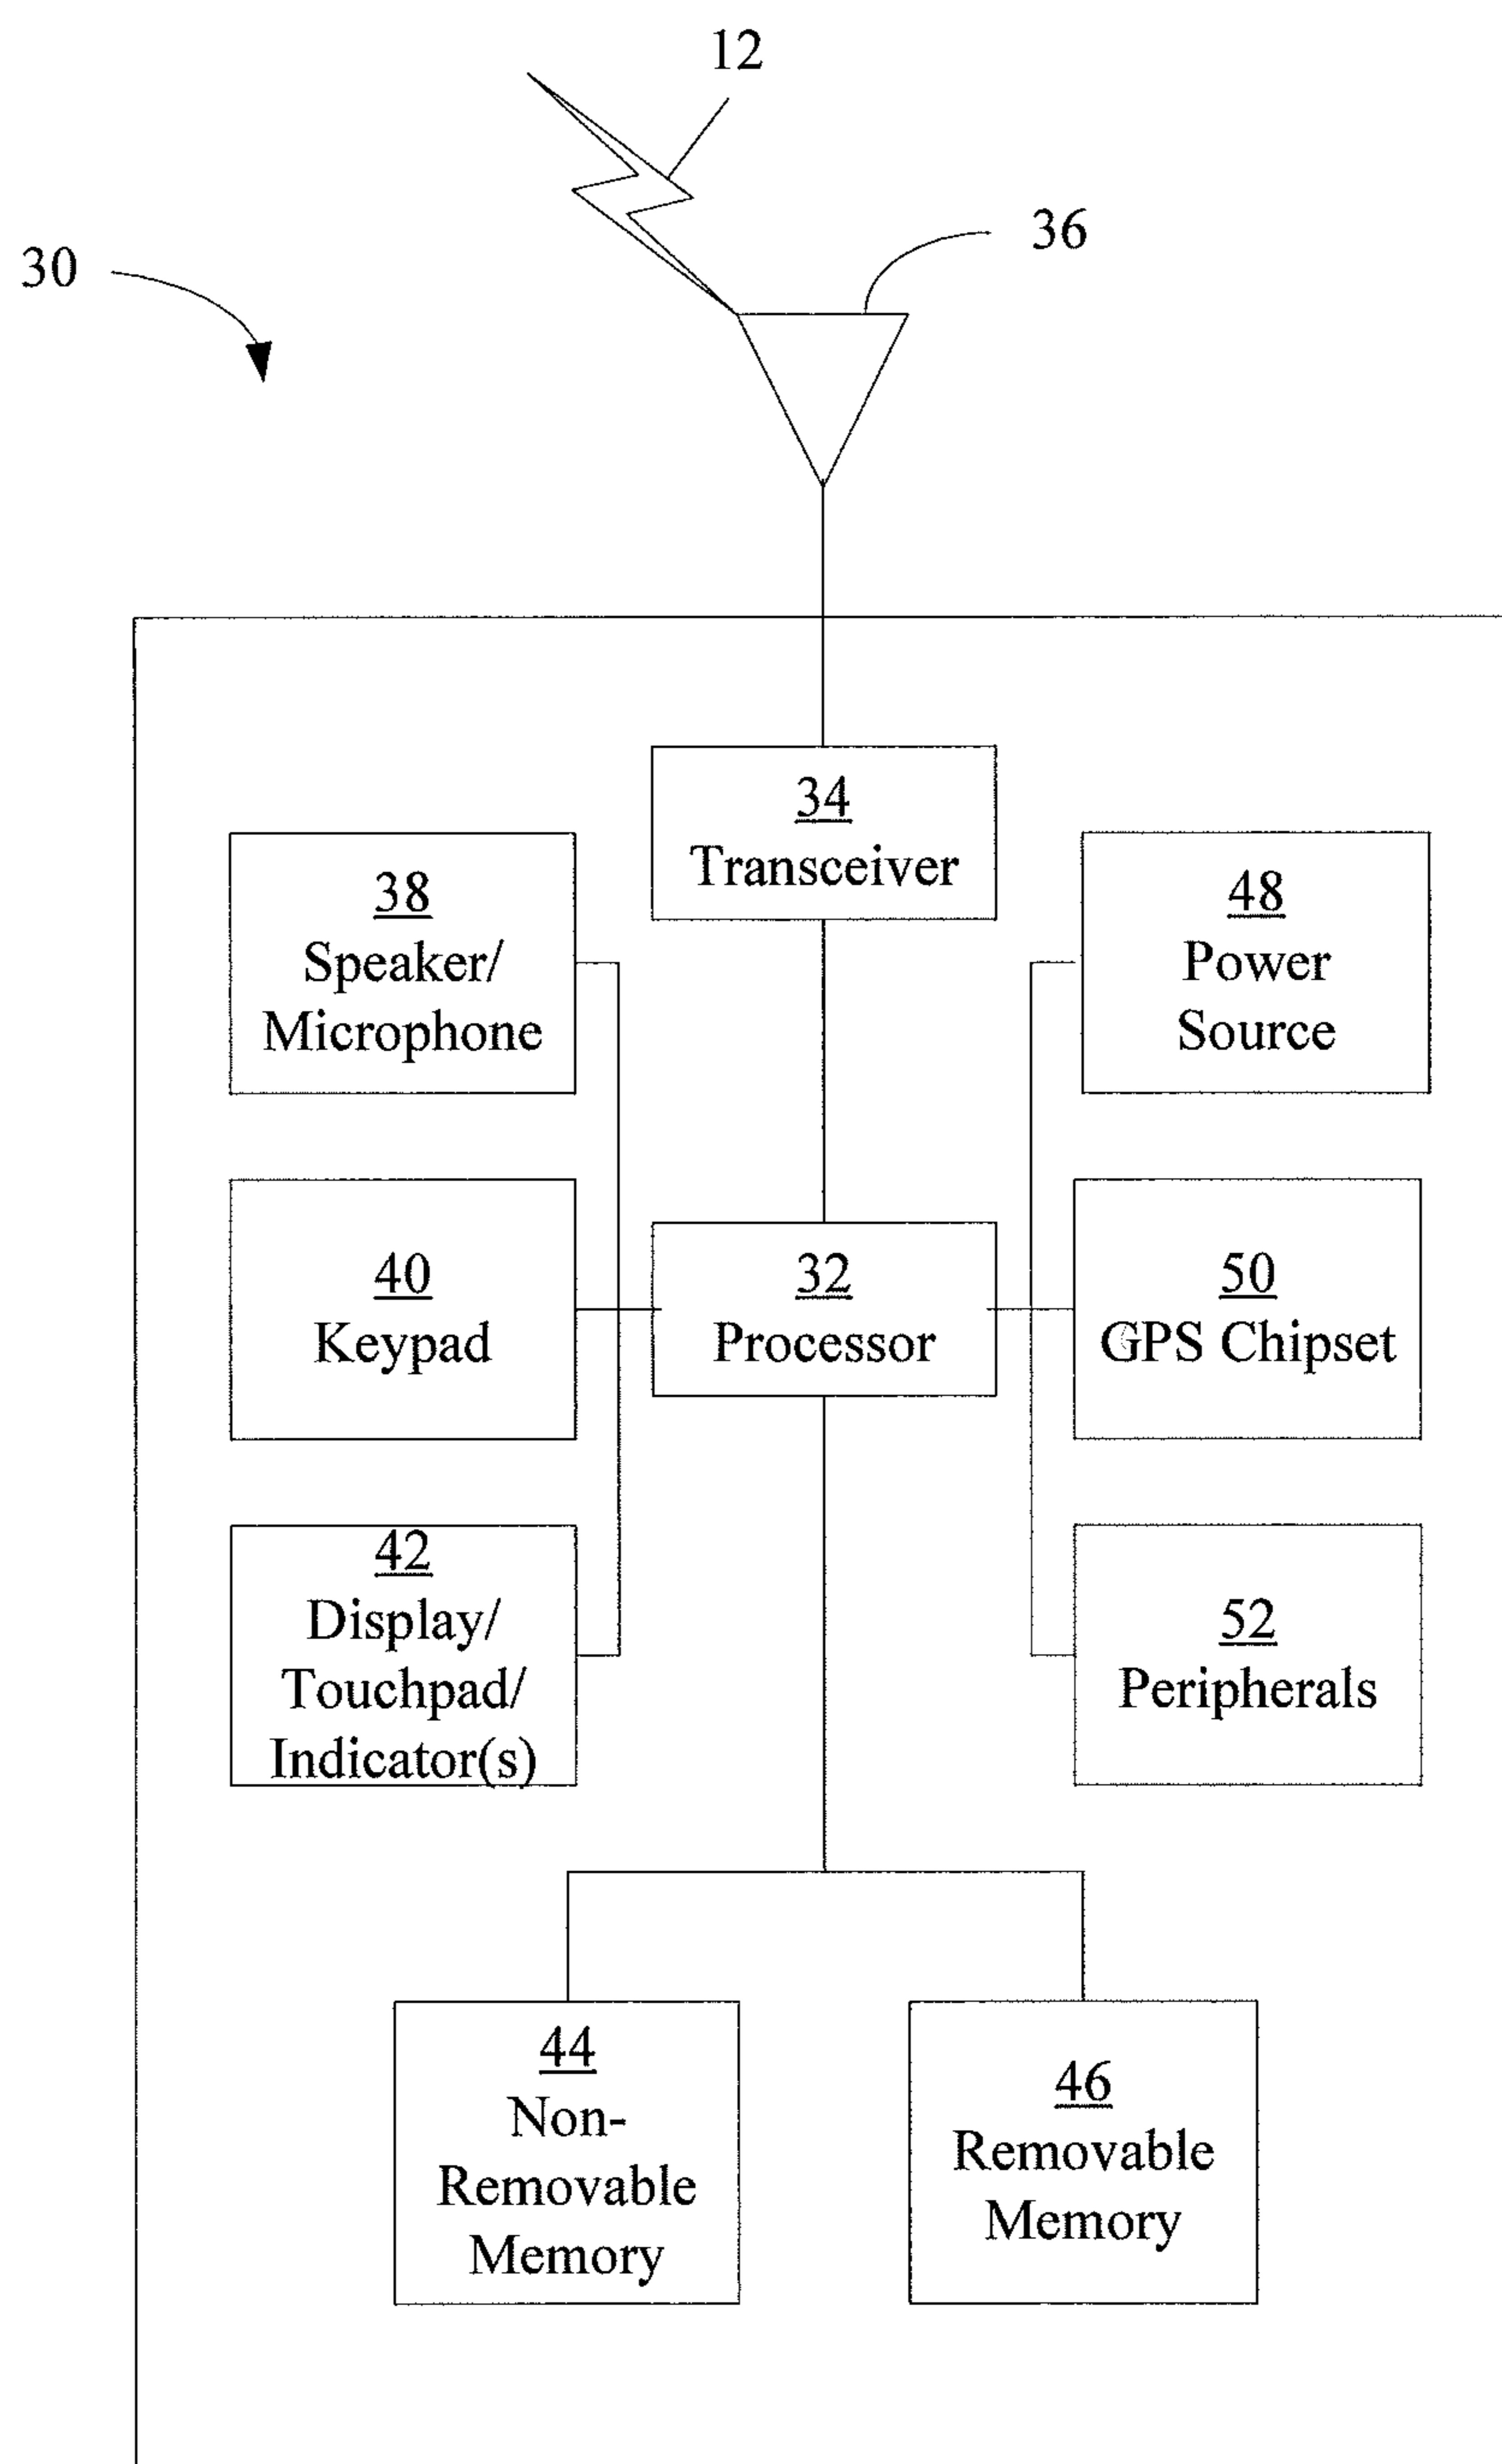 12
36
30
34
Transceiver
38
Speaker/
Microphone
48
Power
Source
40
Keypad
32
Processor
50
GPS Chipset
42
Display/
Touchpad/
Indicator(s)
52
Peripherals
44
Non-
Removable
Memory
46
Removable
Memory